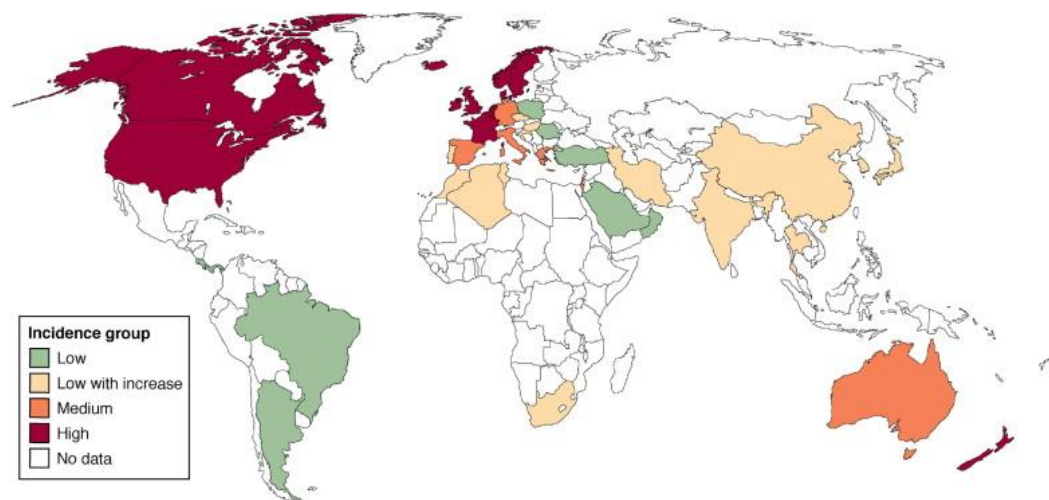 Incidence group
Low
Low with increase
Medium
High
No data